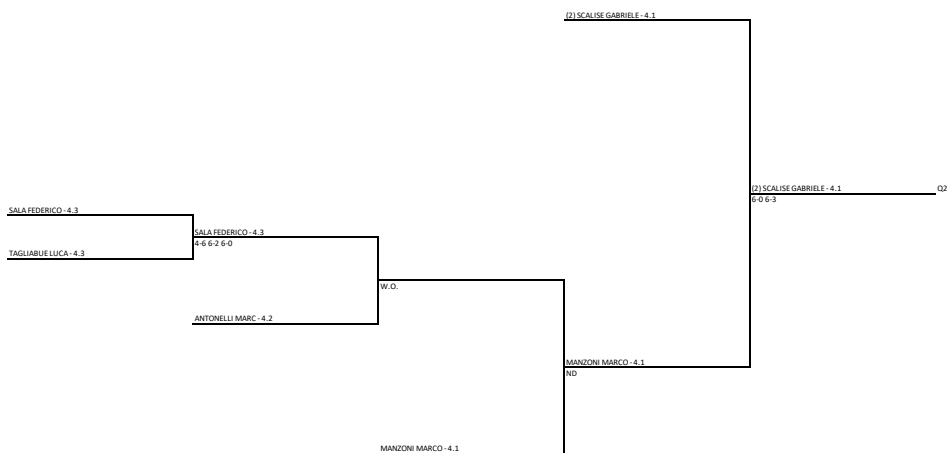 (2) SCALISE GABRIELE - 4.1
(2) SCALISE GABRIELE - 4.1
Q2
6-0 6-3
SALA FEDERICO - 4.3
SALA FEDERICO - 4.3
4-6 6-2 6-0
TAGLIABUE LUCA - 4.3
W.O.
ANTONELLI MARC - 4.2
MANZONI MARCO - 4.1
ND
MANZONI MARCO - 4.1